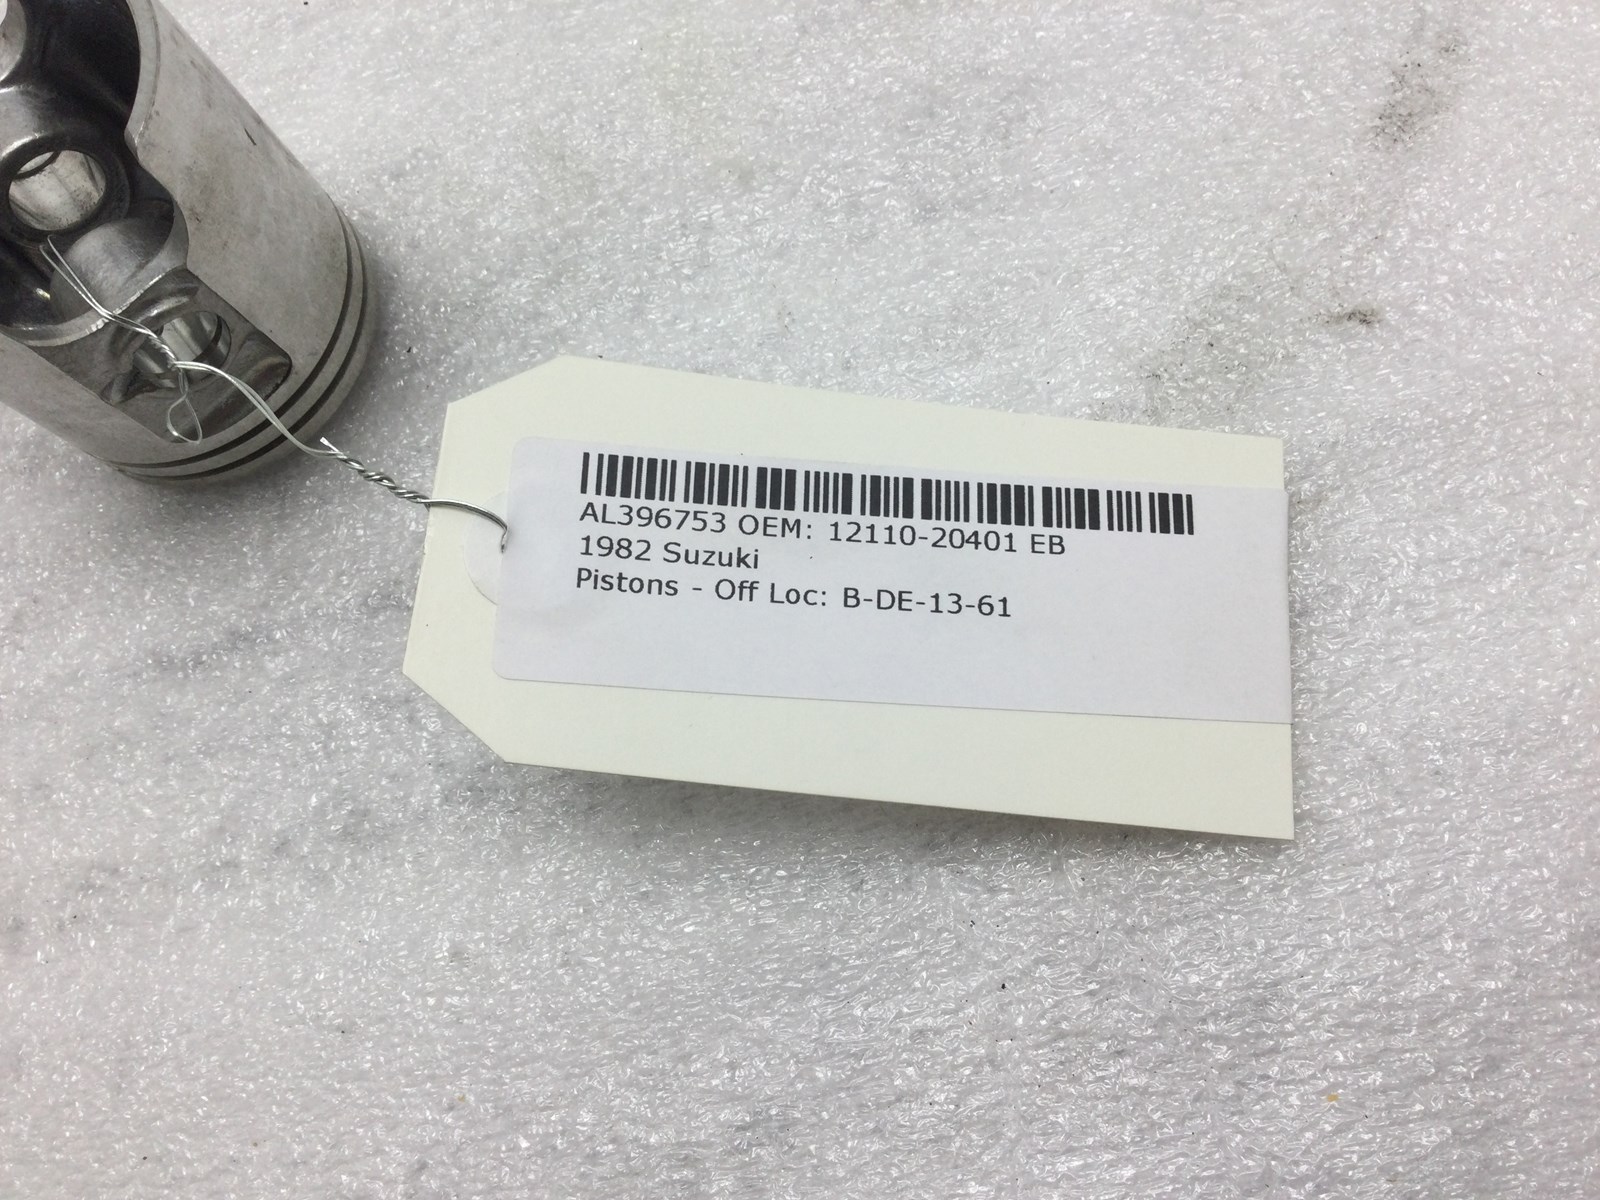 AL396753 OEM: 12110-20401 EB
1982 Suzuki
Pistons - Off Loc: B-DE-13-61